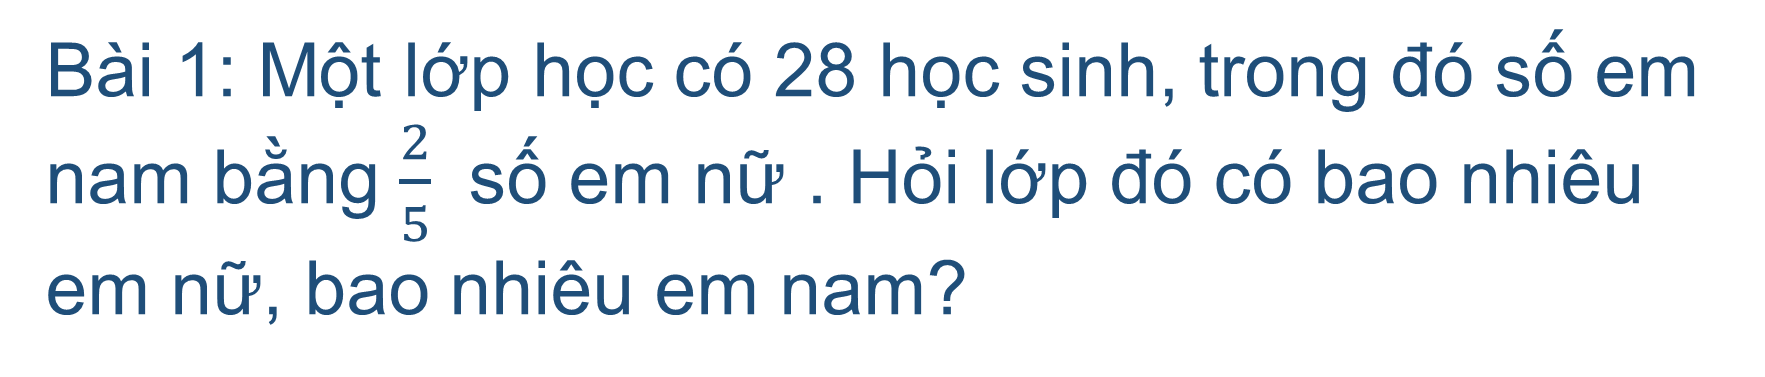 Bài 1: Một lớp học có 28 học sinh, trong đó số em
nam bằng 2/5 số em nữ . Hỏi lớp đó có bao nhiêu
em nữ, bao nhiêu em nam?